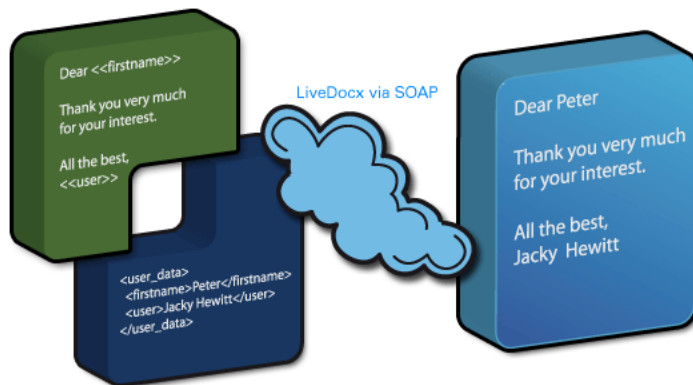 Dear <<firstname>>
Thank you very much
for your interest.
All the best,
<<user>>
<user_data>
<firstname>Peter</firstname>
<user>Jacky Hewitt</user>
</user_data>
LiveDocx via SOAP
Dear Peter
Thank you very much
for your interest.
All the best,
Jacky Hewitt